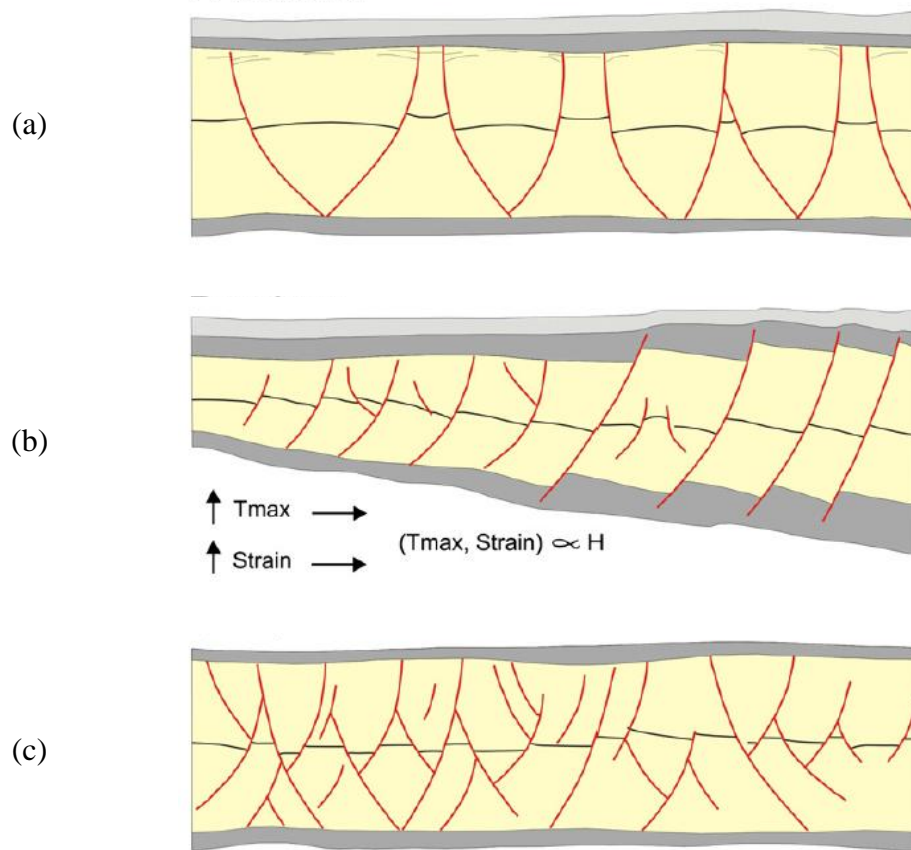 (a)
(b)
↑ Tmax →
(Tmax, Strain) ∝ H
↑ Strain →
(c)